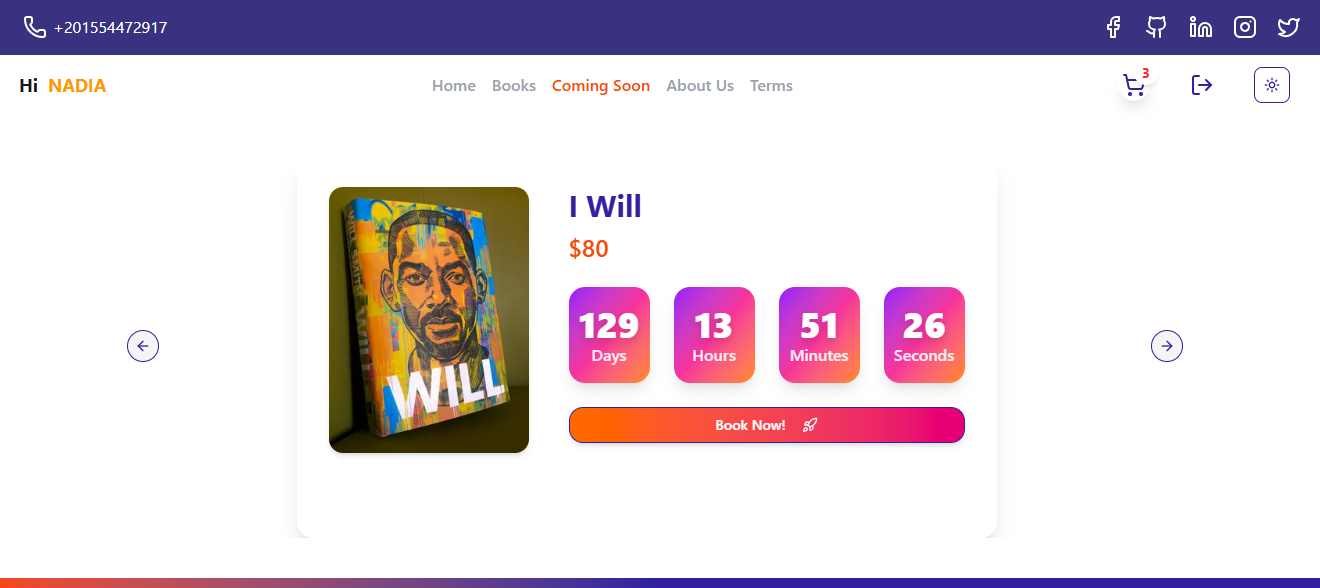 +201554472917
Hi NADIA
Home Books Coming Soon About Us Terms
3
I Will
$80
129 13 51 26
Days Hours Minutes Seconds
Book Now!
WILL